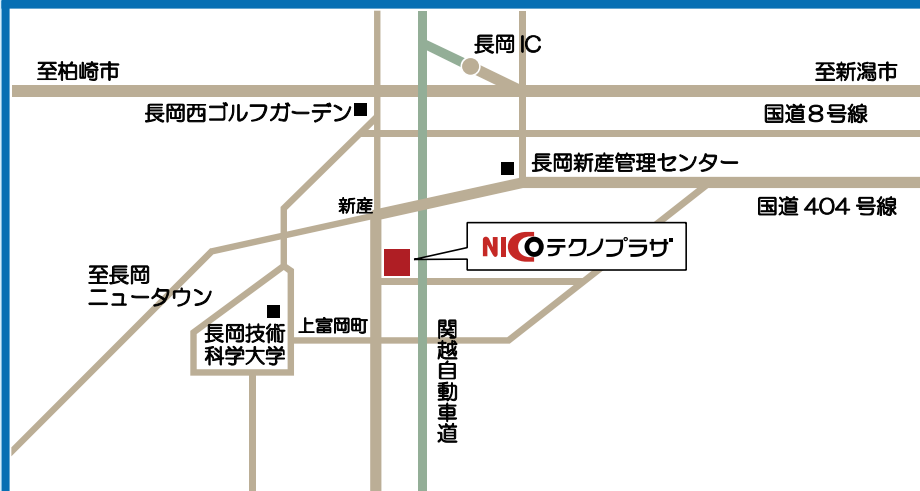 長岡IC
至柏崎市
至新潟市
長岡西ゴルフガーデン
国道8号線
長岡新産管理センター
新産
国道404号線
NICOテクノプラザ
至長岡
ニュータウン
上富岡町
長岡技術
科学大学
関越自動車道